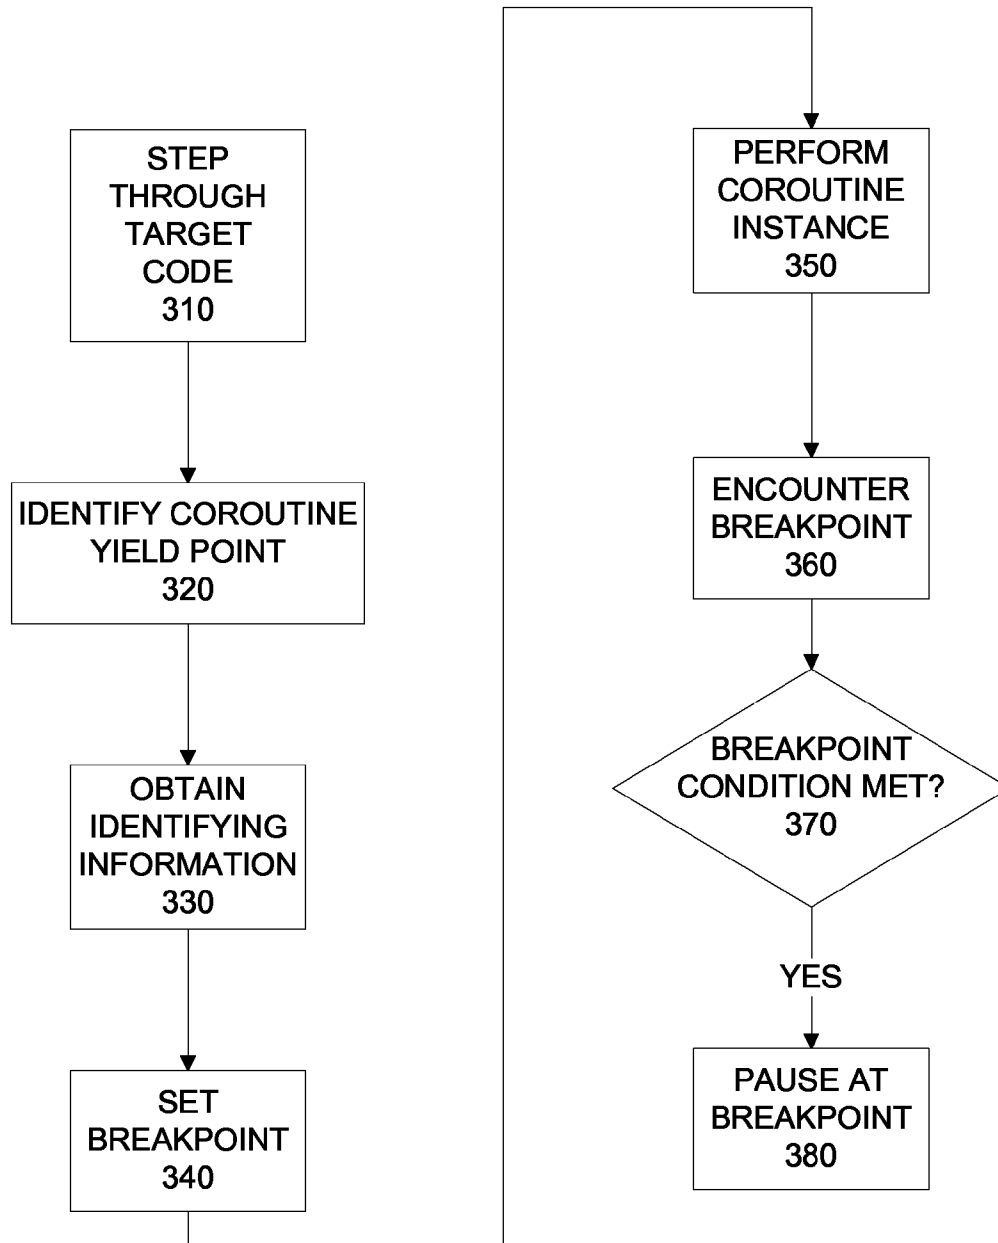 STEP
THROUGH
TARGET
CODE
310
IDENTIFY COROUTINE
YIELD POINT
320
OBTAIN
IDENTIFYING
INFORMATION
330
SET
BREAKPOINT
340
PERFORM
COROUTINE
INSTANCE
350
ENCOUNTER
BREAKPOINT
360
BREAKPOINT
CONDITION MET?
370
YES
PAUSE AT
BREAKPOINT
380